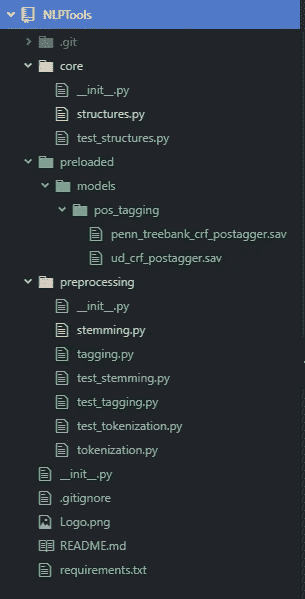 NLPTools
.git
core
__init__.py
structures.py
test_structures.py
preloaded
models
pos_tagging
penn_treebank_crf_postagger.sav
ud_crf_postagger.sav
preprocessing
__init__.py
stemming.py
tagging.py
test_stemming.py
test_tagging.py
test_tokenization.py
tokenization.py
__init__.py
.gitignore
Logo.png
README.md
requirements.txt